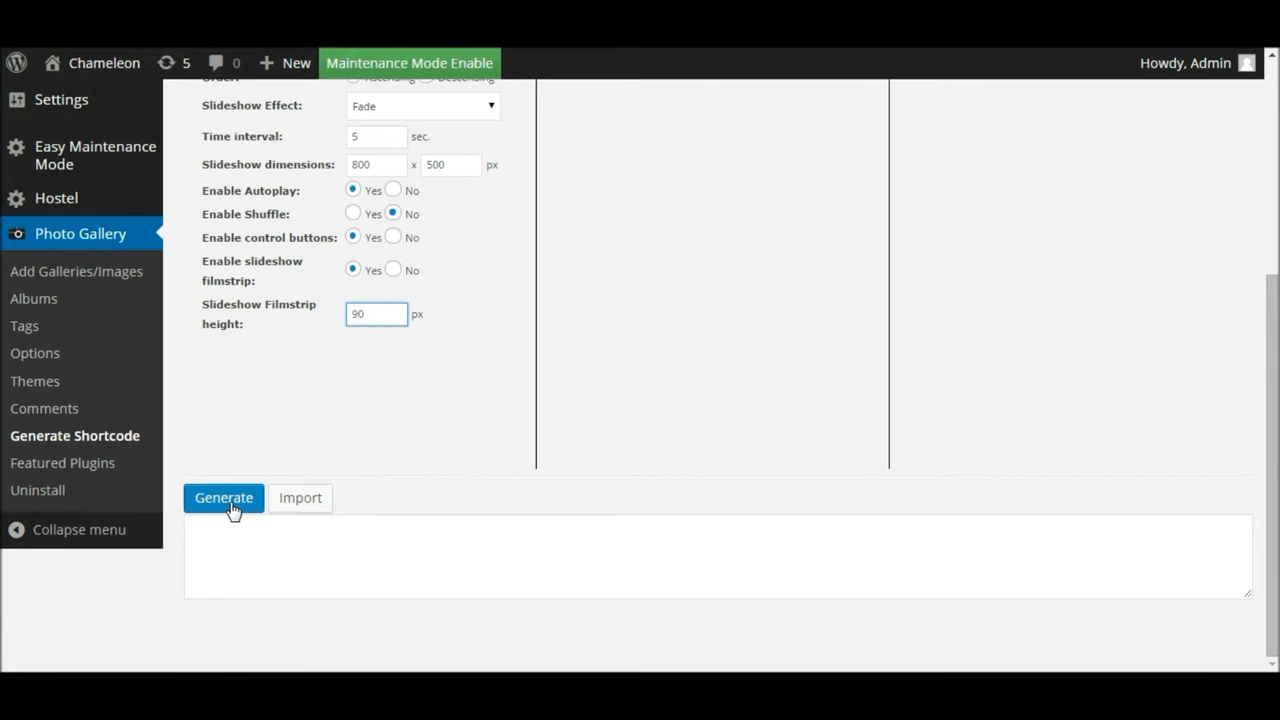 Chameleon 5 0 + New Maintenance Mode Enable Howdy, Admin
Settings
Easy Maintenance
Mode
Hostel
Photo Gallery
Add Galleries/Images
Albums
Tags
Options
Themes
Comments
Generate Shortcode
Featured Plugins
Uninstall
Collapse menu
Order: Ascending Descending
Slideshow Effect: Fade
Time interval: 5 sec.
Slideshow dimensions: 800 x 500 px
Enable Autoplay: Yes No
Enable Shuffle: Yes No
Enable control buttons: Yes No
Enable slideshow
filmstrip: Yes No
Slideshow Filmstrip
height: 90 px
Generate Import